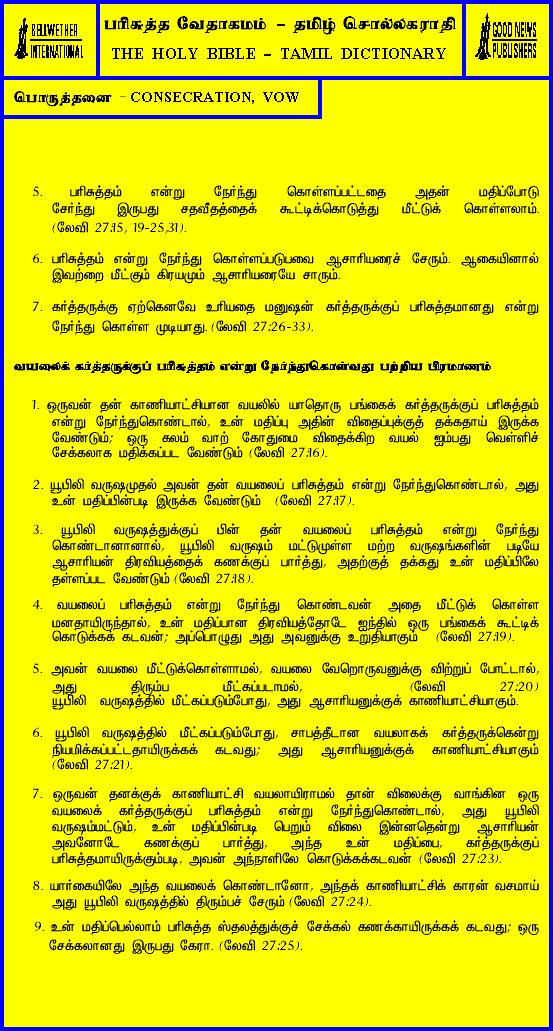 BELLWETHER
INTERNATIONAL
பரிசுத்த வேதாகமம் – தமிழ் சொல்லகராதி
THE HOLY BIBLE – TAMIL DICTIONARY
GOOD NEWS
PUBLISHERS
பொருத்தனை – CONSECRATION, VOW
5. பரிசுத்தம் என்று நேர்ந்து கொள்ளப்பட்டதை அதன் மதிப்போடு
சேர்ந்து இருபது சதவீதத்தைக் கூட்டிக்கொடுத்து மீட்டுக் கொள்ளலாம்.
(லேவி 27:15, 19-25,31).
6. பரிசுத்தம் என்று நேர்ந்து கொள்ளப்படுபவை ஆசாரியரைச் சேரும். ஆகையினால்
இவற்றை மீட்கும் கிரயமும் ஆசாரியரையே சாரும்.
7. கர்த்தருக்கு ஏற்கெனவே உரியதை மனுஷன் கர்த்தருக்குப் பரிசுத்தமானது என்று
நேர்ந்து கொள்ள முடியாது. (லேவி 27:26-33).
வயலைக் கர்த்தருக்குப் பரிசுத்தம் என்று நேர்ந்துகொள்வது பற்றிய பிரமாணம்
1. ஒருவன் தன் காணியாட்சியான வயலில் யாதொரு பங்கைக் கர்த்தருக்குப் பரிசுத்தம்
என்று நேர்ந்துகொண்டால், உன் மதிப்பு அதின் விதைப்புக்குத் தக்கதாய் இருக்க
வேண்டும்; ஒரு கலம் வாற் கோதுமை விதைக்கிற வயல் ஐம்பது வெள்ளிச்
சேக்கலாக மதிக்கப்பட வேண்டும் (லேவி 27:16).
2. யூபிலி வருஷமுதல் அவன் தன் வயலைப் பரிசுத்தம் என்று நேர்ந்துகொண்டால், அது
உன் மதிப்பின்படி இருக்க வேண்டும் (லேவி 27:17).
3. யூபிலி வருஷத்துக்குப் பின் தன் வயலைப் பரிசுத்தம் என்று நேர்ந்து
கொண்டானானால், யூபிலி வருஷம் மட்டுமுள்ள மற்ற வருஷங்களின் படியே
ஆசாரியன் திரவியத்தைக் கணக்குப் பார்த்து, அதற்குத் தக்கது உன் மதிப்பிலே
தள்ளப்பட வேண்டும் (லேவி 27:18).
4. வயலைப் பரிசுத்தம் என்று நேர்ந்து கொண்டவன் அதை மீட்டுக் கொள்ள
மனதாயிருந்தால், உன் மதிப்பான திரவியத்தோடே ஐந்தில் ஒரு பங்கைக் கூட்டிக்
கொடுக்கக் கடவன்; அப்பொழுது அது அவனுக்கு உறுதியாகும் (லேவி 27:19).
5. அவன் வயலை மீட்டுக்கொள்ளாமல், வயலை வேறொருவனுக்கு விற்றுப் போட்டால்,
அது திரும்ப மீட்கப்படாமல், (லேவி 27:20)
யூபிலி வருஷத்தில் மீட்கப்படும்போது, அது ஆசாரியனுக்குக் காணியாட்சியாகும்.
6. யூபிலி வருஷத்தில் மீட்கப்படும்போது, சாபத்தீடான வயலாகக் கர்த்தருக்கென்று
நியமிக்கப்பட்டதாயிருக்கக் கடவது; அது ஆசாரியனுக்குக் காணியாட்சியாகும்
(லேவி 27:21).
7. ஒருவன் தனக்குக் காணியாட்சி வயலாயிராமல் தான் விலைக்கு வாங்கின ஒரு
வயலைக் கர்த்தருக்குப் பரிசுத்தம் என்று நேர்ந்துகொண்டால், அது யூபிலி
வருஷம்மட்டும், உன் மதிப்பின்படி பெறும் விலை இன்னதென்று ஆசாரியன்
அவனோடே கணக்குப் பார்த்து, அந்த உன் மதிப்பை, கர்த்தருக்குப்
பரிசுத்தமாயிருக்கும்படி, அவன் அந்நாளிலே கொடுக்கக்கடவன் (லேவி 27:23).
8. யார்கையிலே அந்த வயலைக் கொண்டானோ, அந்தக் காணியாட்சிக் காரன் வசமாய்
அது யூபிலி வருஷத்தில் திரும்பச் சேரும் (லேவி 27:24).
9. உன் மதிப்பெல்லாம் பரிசுத்த ஸ்தலத்துக்குச் சேக்கல் கணக்காயிருக்கக் கடவது; ஒரு
சேக்கலானது இருபது கேரா. (லேவி 27:25).